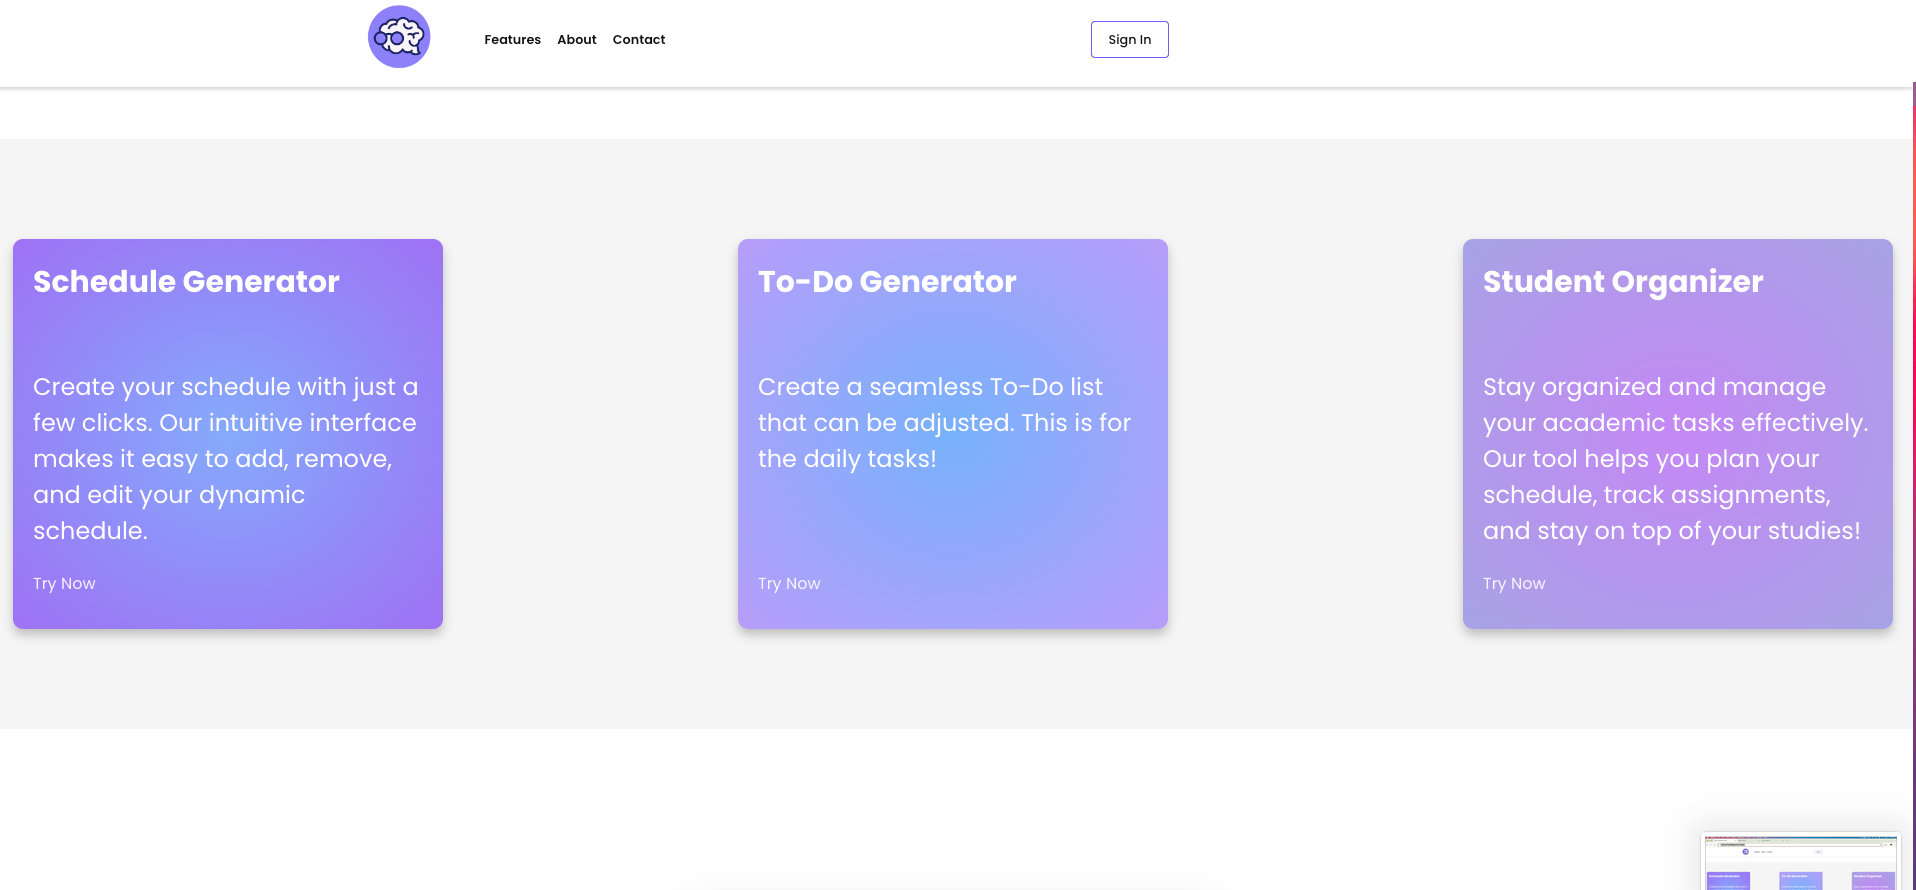 Features About Contact Sign In
Schedule Generator
Create your schedule with just a
few clicks. Our intuitive interface
makes it easy to add, remove,
and edit your dynamic
schedule.
Try Now
To-Do Generator
Create a seamless To-Do list
that can be adjusted. This is for
the daily tasks!
Try Now
Student Organizer
Stay organized and manage
your academic tasks effectively.
Our tool helps you plan your
schedule, track assignments,
and stay on top of your studies!
Try Now